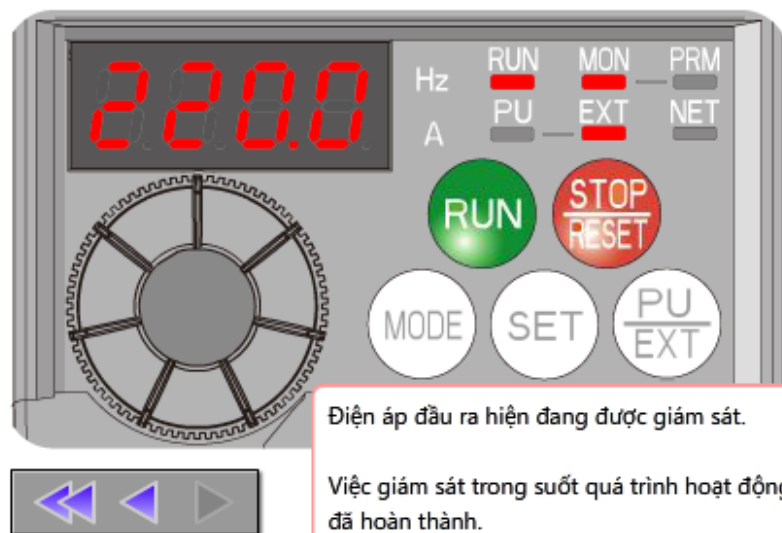 220.0
Hz RUN MON PRM
A PU EXT NET
RUN STOP
RESET
MODE SET PU
EXT
Điện áp đầu ra hiện đang được giám sát.
Việc giám sát trong suốt quá trình hoạt động
đã hoàn thành.